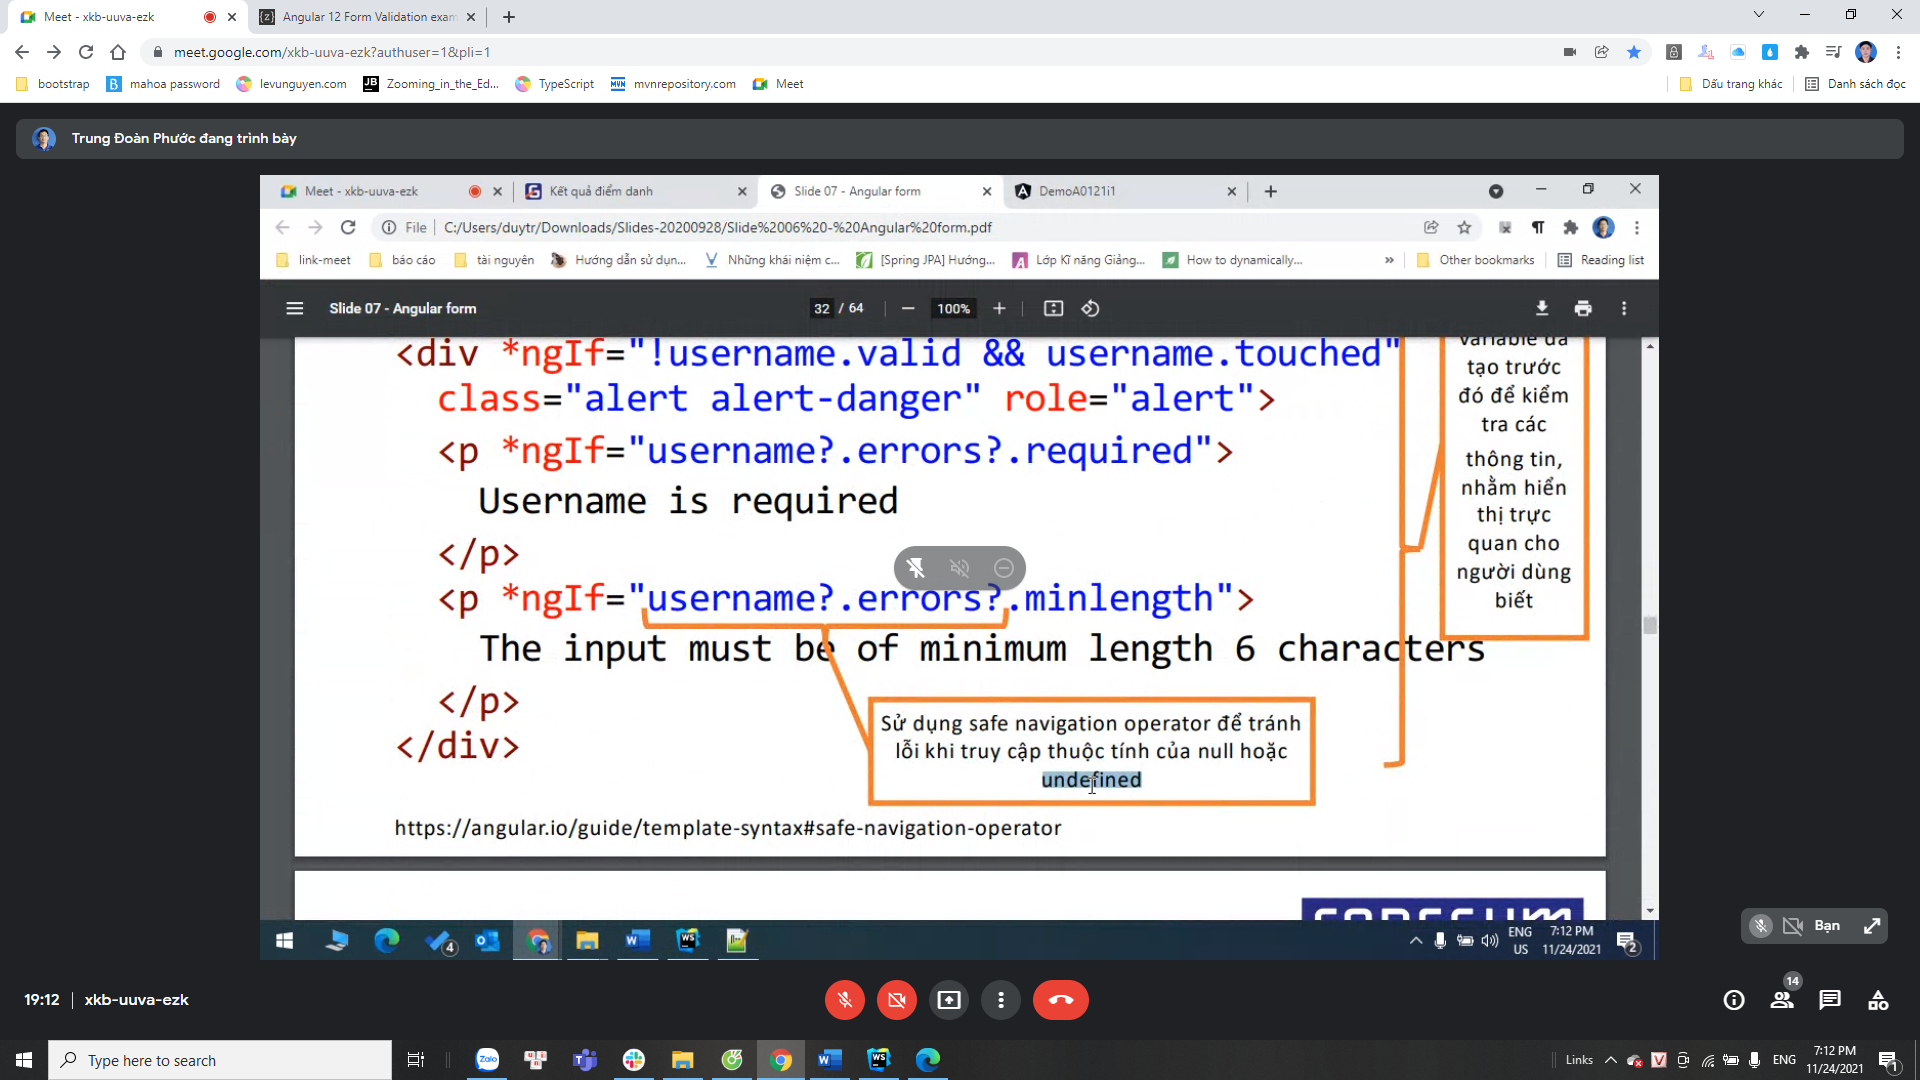 Meet - xkb-uuva-ezk
Angular 12 Form Validation exam
meet.google.com/xkb-uuva-ezk?authuser=1&pli=1
bootstrap
mahoa password
levunguyen.com
Zooming_in_the_Ed...
TypeScript
mvnrepository.com
Meet
Dấu trang khác
Danh sách đọc
Trung Đoàn Phước đang trình bày
Meet - xkb-uuva-ezk
Kết quả điểm danh
Slide 07 - Angular form
DemoA0121i1
File
C:/Users/duytr/Downloads/Slides-20200928/Slide%2006%20-%20Angular%20form.pdf
link-meet
báo cáo
tài nguyên
Hướng dẫn sử dụn...
Những khái niệm c...
[Spring JPA] Hướng...
Lớp Kĩ năng Giảng...
How to dynamically...
»
Other bookmarks
Reading list
Slide 07 - Angular form
32 / 64
100%
<div *ngIf="!username.valid && username.touched"
class="alert alert-danger" role="alert">
<p *ngIf="username?.errors?.required">
Username is required
</p>
<p *ngIf="username?.errors?.minlength">
The input must be of minimum length 6 characters
</p>
</div>
variable đã
tạo trước
đó để kiểm
tra các
thông tin,
nhằm hiển
thị trực
quan cho
người dùng
biết
Sử dụng safe navigation operator để tránh
lỗi khi truy cập thuộc tính của null hoặc
undefined
https://angular.io/guide/template-syntax#safe-navigation-operator
4
ENG
US
7:12 PM
11/24/2021
2
Bạn
19:12
xkb-uuva-ezk
14
Type here to search
Zalo
Links
ENG
7:12 PM
11/24/2021
1